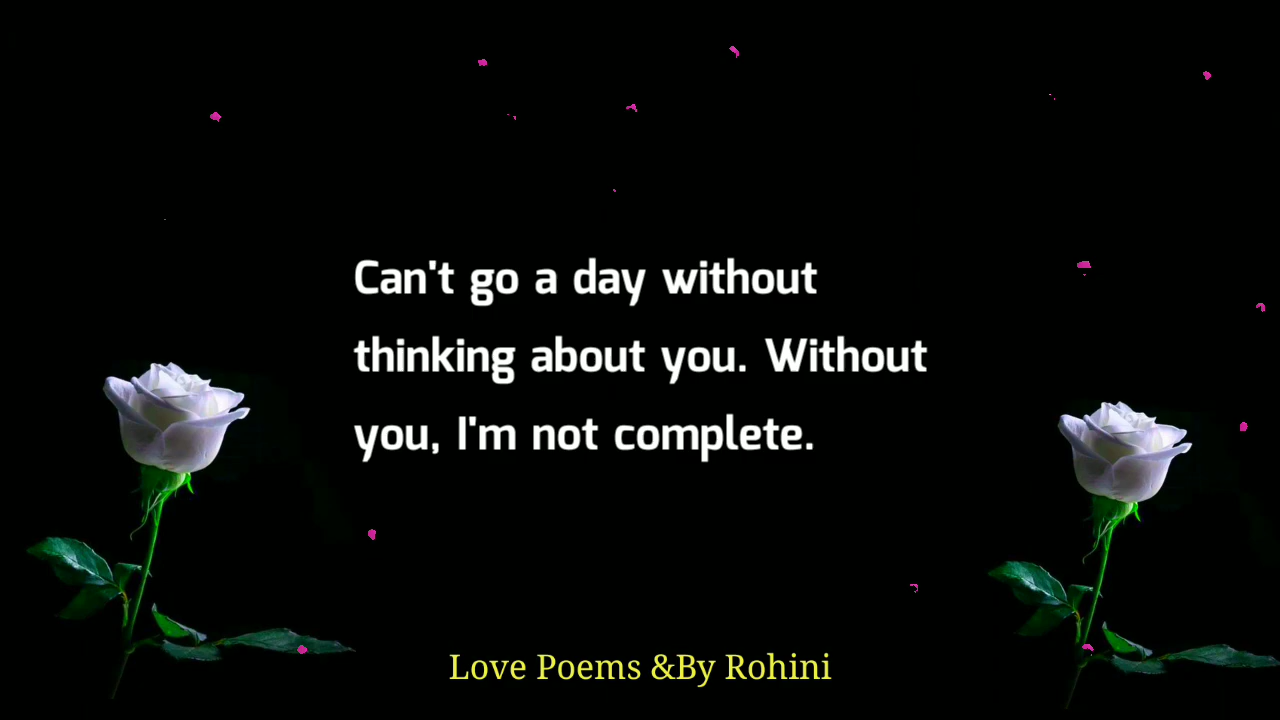 Can't go a day without
thinking about you. Without
you, I'm not complete.
Love Poems &By Rohini